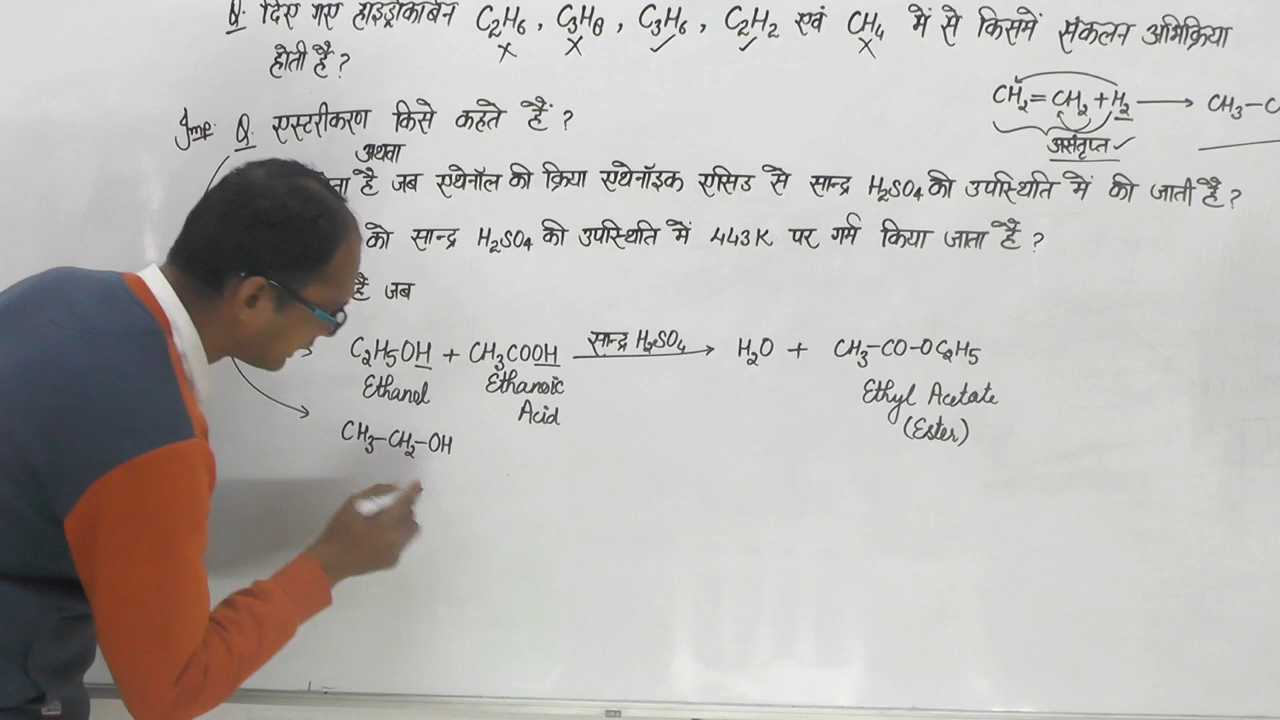 Q. दिए गए हाइड्रोकार्बन C2H6, C3H8, C3H6, C2H2 एवं CH4 में से किसमें संकलन अभिक्रिया
होती है?
CH2=CH2+H2 → CH3-C
असंतृप्त ✓
Imp. Q. एस्टरीकरण किसे कहते हैं?
अथवा
है जब एथेनॉल की क्रिया एथेनॉइक एसिड से सान्द्र H2SO4 की उपस्थिति में की जाती है?
को सान्द्र H2SO4 की उपस्थिति में 443K पर गर्म किया जाता है?
है जब
C2H5OH + CH3COOH सान्द्र H2SO4 → H2O + CH3-CO-OC2H5
Ethanol Ethanoic Acid Ethyl Acetate
(Ester)
CH3-CH2-OH